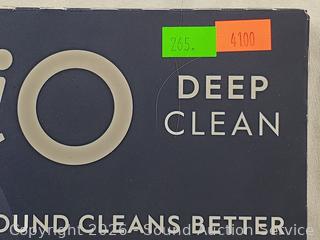 265.
4100
iO
DEEP
CLEAN
OUND CLEANS BETTER
Copyright 2026 - Sound Auction Service